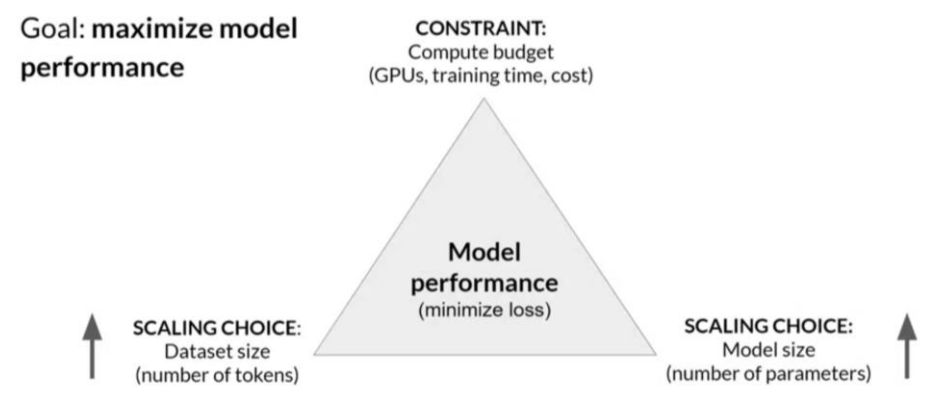 Goal: maximize model
performance
CONSTRAINT:
Compute budget
(GPUs, training time, cost)
Model
performance
(minimize loss)
SCALING CHOICE:
Dataset size
(number of tokens)
SCALING CHOICE:
Model size
(number of parameters)